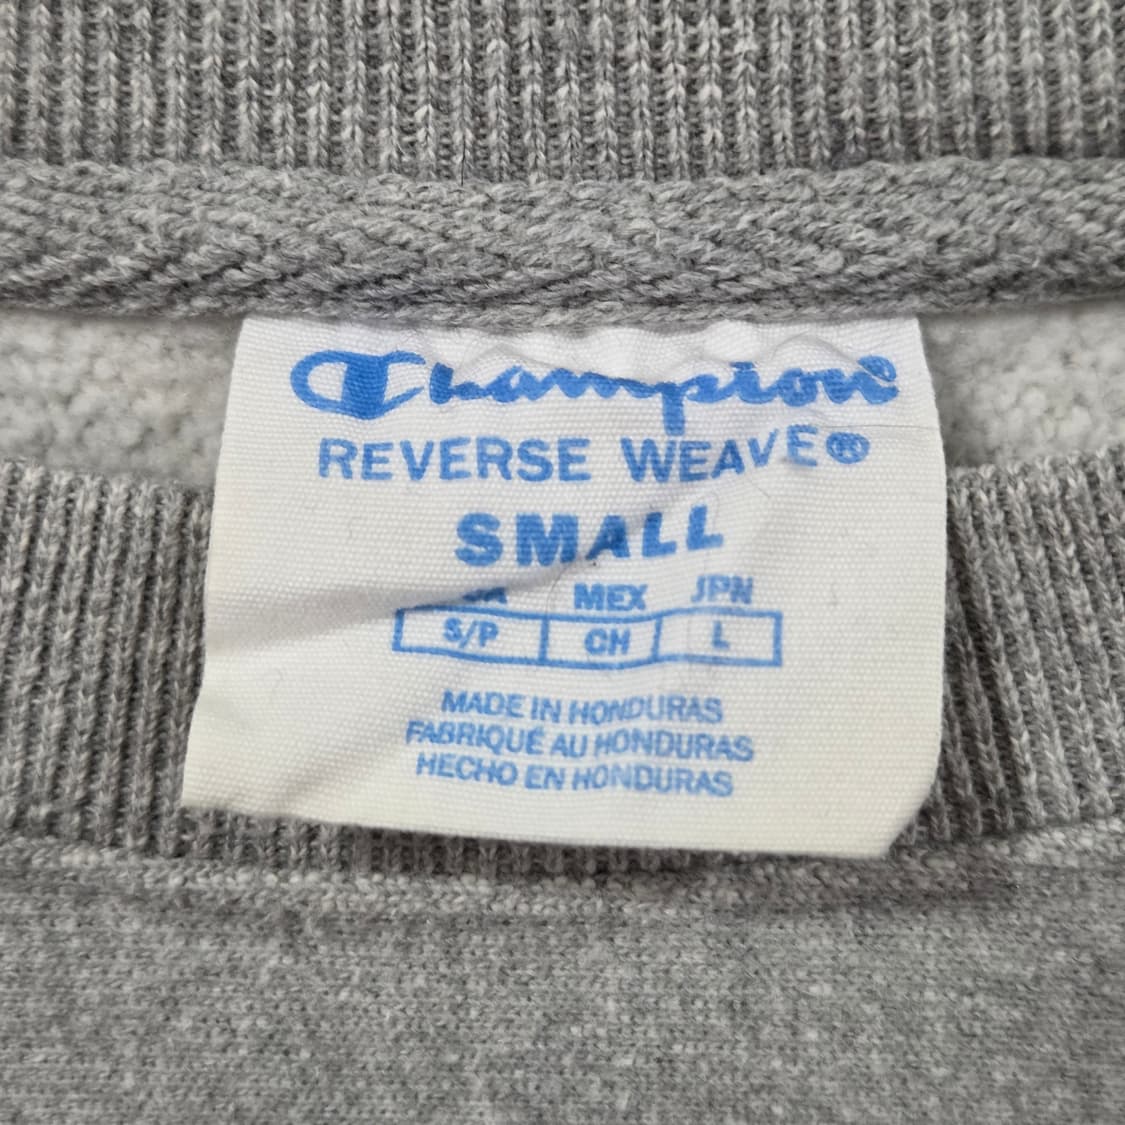 Champion
REVERSE WEAVE®
SMALL
MEX JPN
S/P CH L
MADE IN HONDURAS
FABRIQUÉ AU HONDURAS
HECHO EN HONDURAS